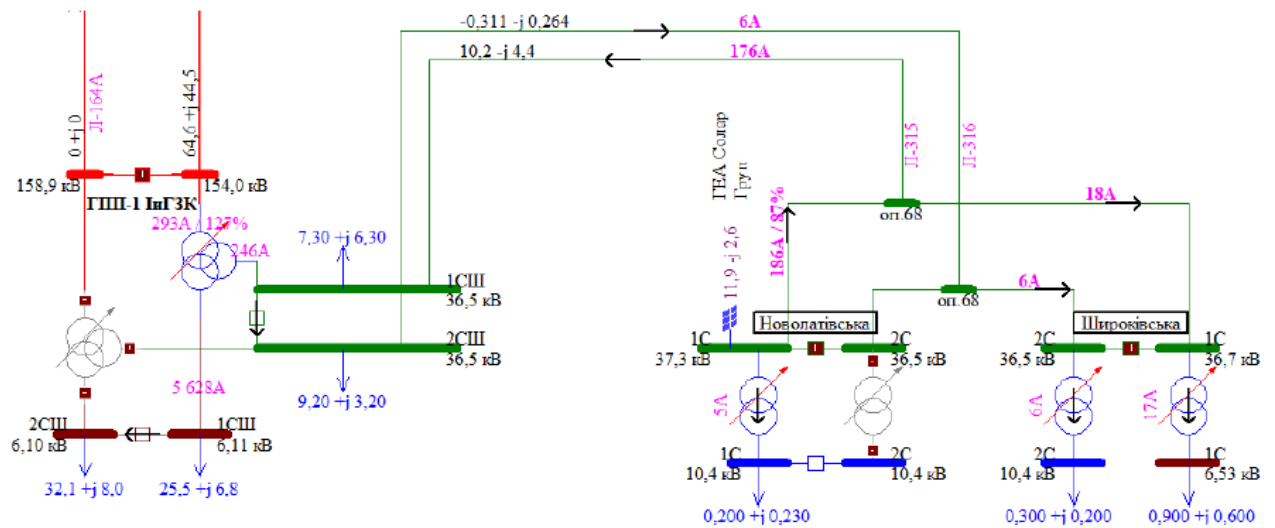 -0,311 -j 0,264
6А
10,2 -j 4,4
176А
0 +j 0
Л-164А
64,6 +j 44,5
158,9 кВ
154,0 кВ
ГПП-1 ІнГЗК
293А / 127%
246А
7,30 +j 6,30
1СШ
36,5 кВ
2СШ
36,5 кВ
9,20 +j 3,20
5 628А
2СШ
6,10 кВ
1СШ
6,11 кВ
32,1 +j 8,0
25,5 +j 6,8
Л-315
Л-316
ГЕА Солар
Груп
11,9 -j 2,6
186А / 87%
оп.68
18А
оп.68
6А
Новолатівська
Широківська
1С
37,3 кВ
2С
36,5 кВ
2С
36,5 кВ
1С
36,7 кВ
5А
6А
17А
1С
10,4 кВ
2С
10,4 кВ
2С
10,4 кВ
1С
6,53 кВ
0,200 +j 0,230
0,300 +j 0,200
0,900 +j 0,600